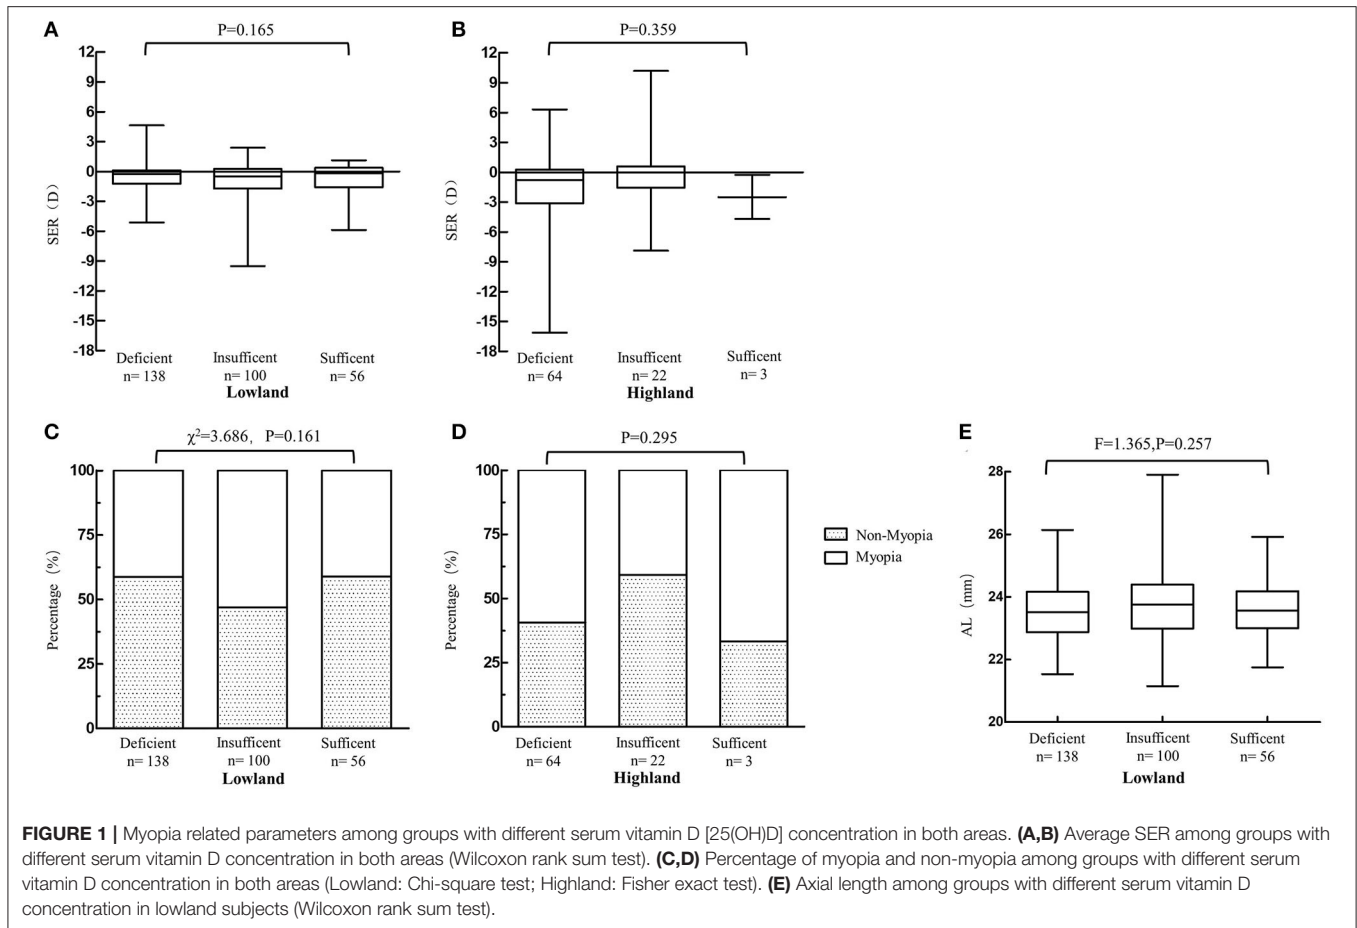 A
P=0.165
12
9
6
3
0
-3
-6
-9
-12
-15
-18
SER（D）
Deficient
n= 138
Insufficent
n= 100
Sufficent
n= 56
Lowland
B
P=0.359
12
9
6
3
0
-3
-6
-9
-12
-15
-18
SER（D）
Deficient
n= 64
Insufficent
n= 22
Sufficent
n= 3
Highland
C
χ²=3.686， P=0.161
100
75
50
25
0
Percentage（%）
Deficient
n= 138
Insufficent
n= 100
Sufficent
n= 56
Lowland
D
P=0.295
100
75
50
25
0
Percentage（%）
Deficient
n= 64
Insufficent
n= 22
Sufficent
n= 3
Highland
Non-Myopia
Myopia
E
F=1.365,P=0.257
28
26
24
22
20
AL（mm）
Deficient
n= 138
Insufficent
n= 100
Sufficent
n= 56
Lowland
FIGURE 1 | Myopia related parameters among groups with different serum vitamin D [25(OH)D] concentration in both areas. (A,B) Average SER among groups with
different serum vitamin D concentration in both areas (Wilcoxon rank sum test). (C,D) Percentage of myopia and non-myopia among groups with different serum
vitamin D concentration in both areas (Lowland: Chi-square test; Highland: Fisher exact test). (E) Axial length among groups with different serum vitamin D
concentration in lowland subjects (Wilcoxon rank sum test).